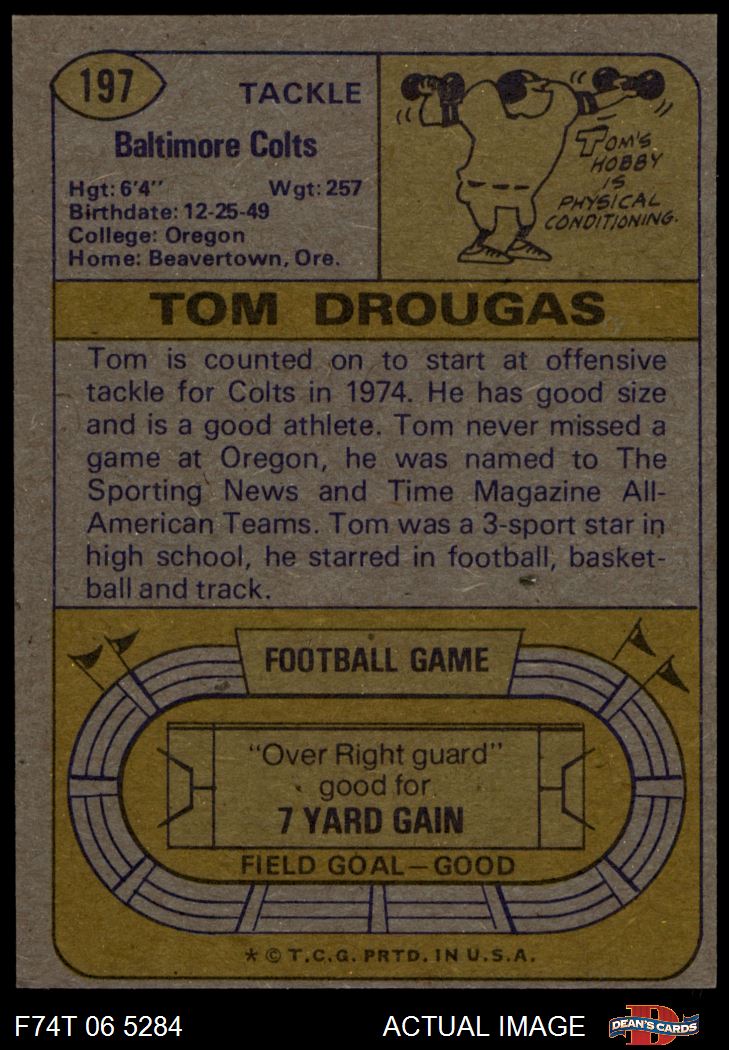 197
TACKLE
Baltimore Colts
Hgt: 6'4"
Wgt: 257
Birthdate: 12-25-49
College: Oregon
Home: Beavertown, Ore.
TOM'S
HOBBY
IS
PHYSICAL
CONDITIONING.
TOM DROUGAS
Tom is counted on to start at offensive
tackle for Colts in 1974. He has good size
and is a good athlete. Tom never missed a
game at Oregon, he was named to The
Sporting News and Time Magazine All-
American Teams. Tom was a 3-sport star in
high school, he starred in football, basket-
ball and track.
FOOTBALL GAME
"Over Right guard"
good for
7 YARD GAIN
FIELD GOAL—GOOD
* © T.C.G. PRTD. IN U.S.A.
F74T 06 5284
ACTUAL IMAGE
D
DEAN'S CARDS